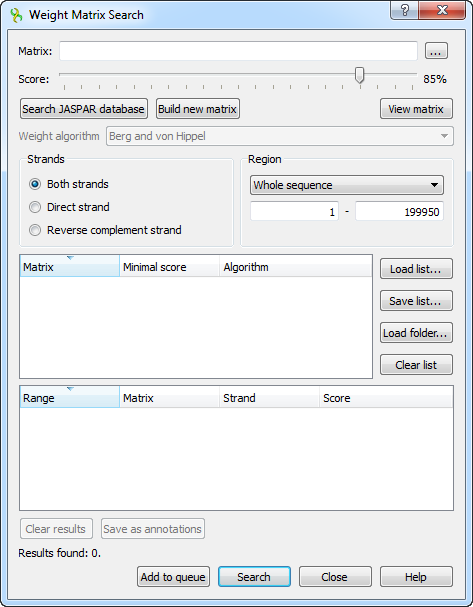 Weight Matrix Search
Matrix: ...
Score: 85%
Search JASPAR database Build new matrix View matrix
Weight algorithm Berg and von Hippel
Strands Region
Both strands Whole sequence
Direct strand 1 - 199950
Reverse complement strand
Matrix Minimal score Algorithm Load list...
Save list...
Load folder...
Clear list
Range Matrix Strand Score
Clear results Save as annotations
Results found: 0.
Add to queue Search Close Help